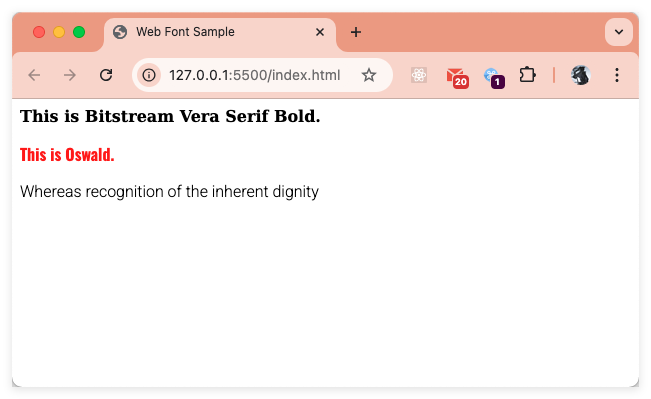 Web Font Sample
127.0.0.1:5500/index.html
20
1
This is Bitstream Vera Serif Bold.
This is Oswald.
Whereas recognition of the inherent dignity